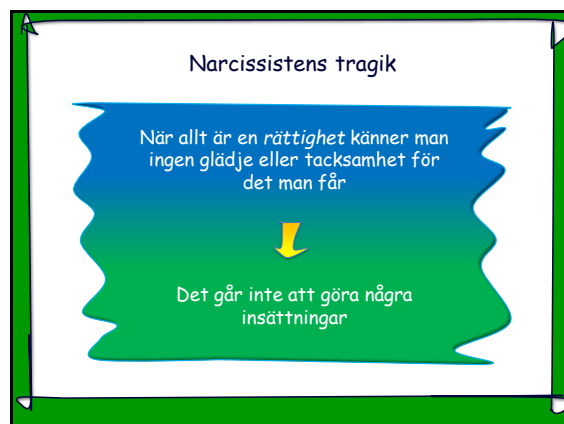 Narcissistens tragik
När allt är en rättighet känner man
ingen glädje eller tacksamhet för
det man får
Det går inte att göra några
insättningar